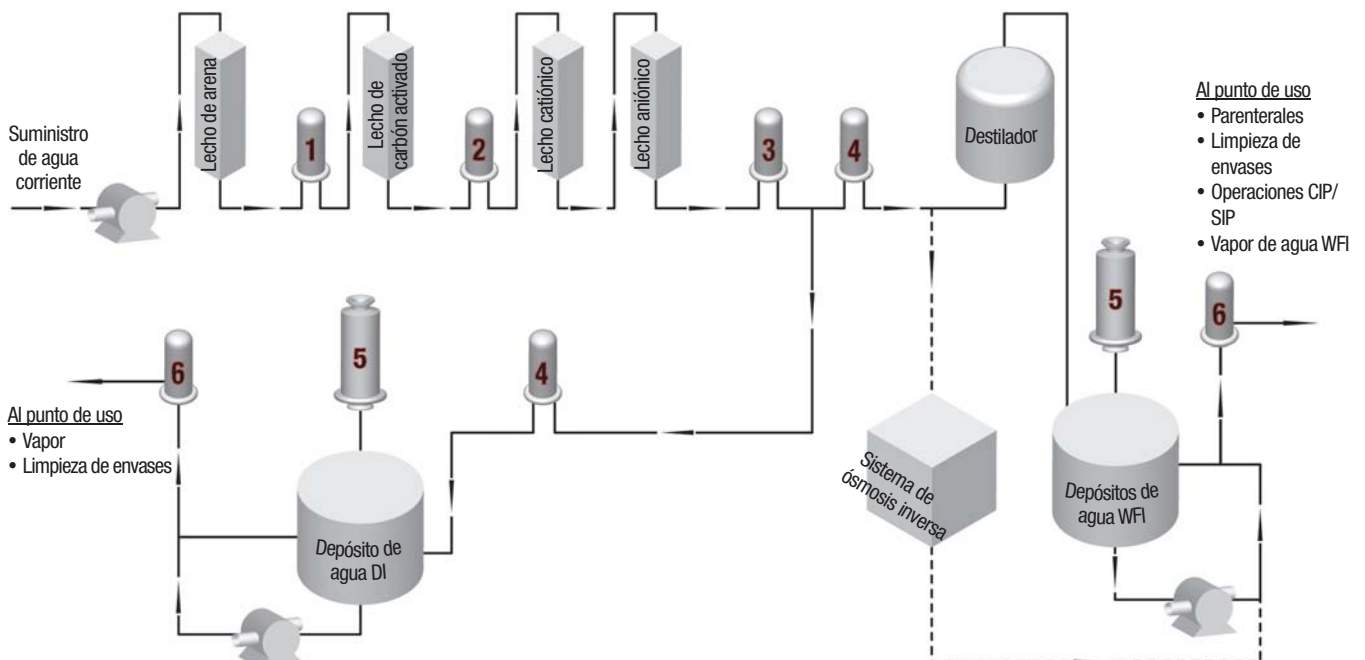 Suministro
de agua
corriente
Lecho de arena
1
Lecho de
carbón activado
2
Lecho catiónico
Lecho aniónico
3
4
Destilador
Al punto de uso
• Parenterales
• Limpieza de
envases
• Operaciones CIP/
SIP
• Vapor de agua WFI
5
6
6
5
4
Al punto de uso
• Vapor
• Limpieza de envases
Depósito de
agua DI
Sistema de
ósmosis inversa
Depósitos de
agua WFI